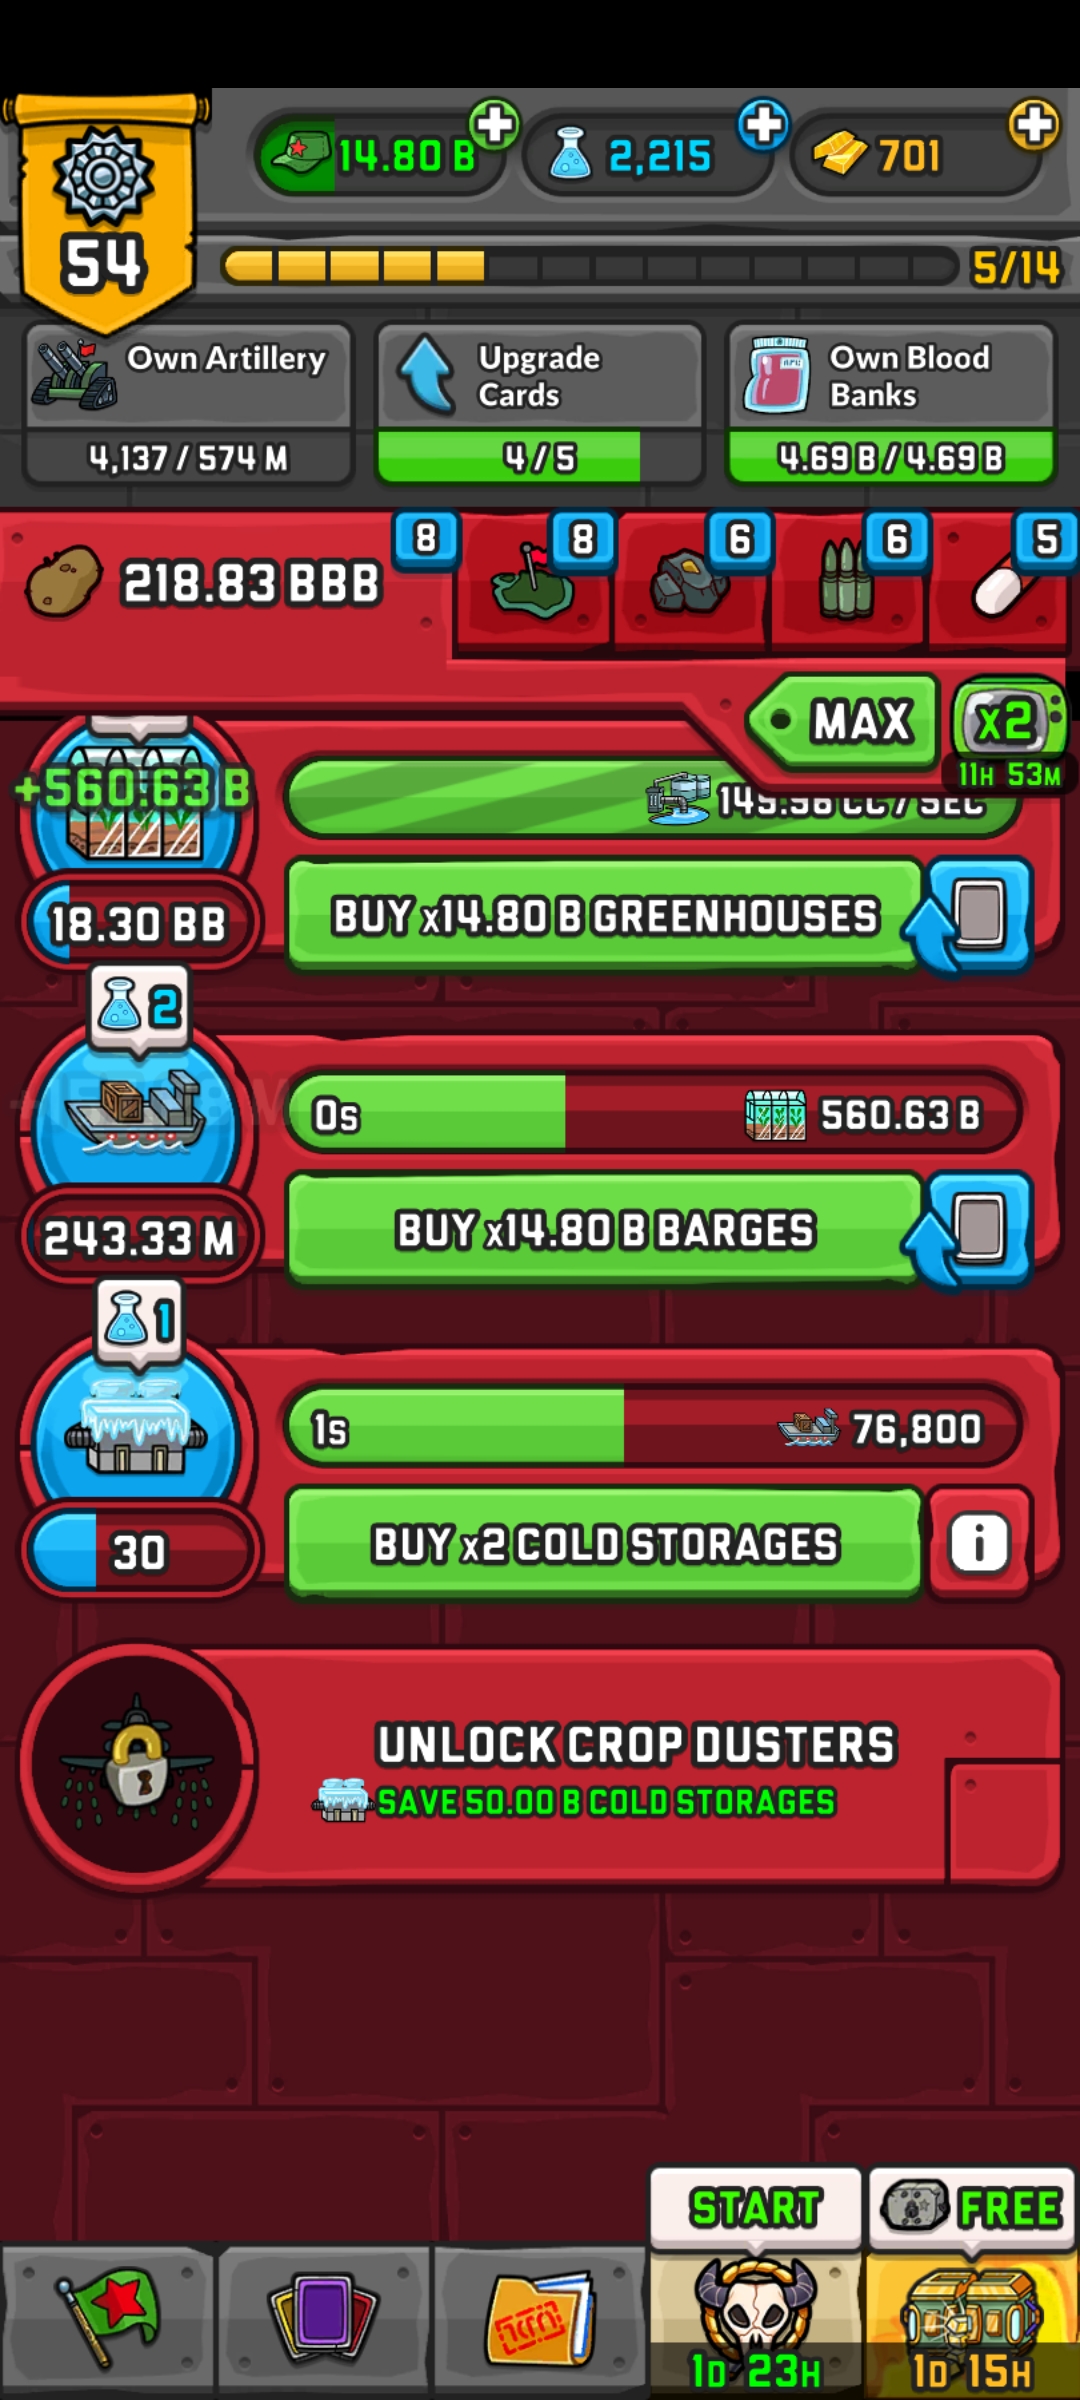 14.80 B
2,215
701
54
5/14
Own Artillery
4,137 / 574 M
Upgrade
Cards
4 / 5
Own Blood
Banks
4.69 B / 4.69 B
218.83 BBB
8
8
6
6
5
MAX
x2
11H 53M
+560.63 B
145.56 CC / SEC
18.30 BB
BUY x14.80 B GREENHOUSES
2
0s
560.63 B
243.33 M
BUY x14.80 B BARGES
1
1s
76,800
30
BUY x2 COLD STORAGES
i
UNLOCK CROP DUSTERS
SAVE 50.00 B COLD STORAGES
START
FREE
1D 23H
1D 15H